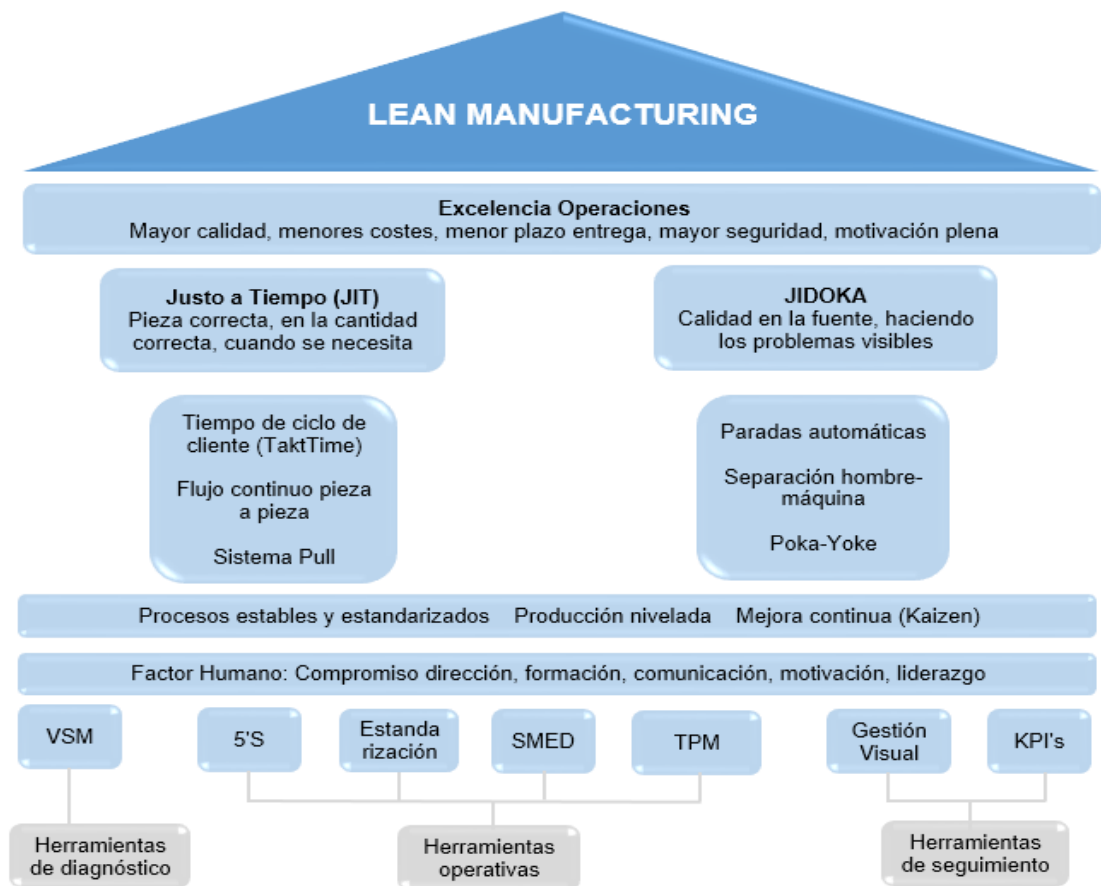 LEAN MANUFACTURING
Excelencia Operaciones
Mayor calidad, menores costes, menor plazo entrega, mayor seguridad, motivación plena
Justo a Tiempo (JIT)
Pieza correcta, en la cantidad
correcta, cuando se necesita
JIDOKA
Calidad en la fuente, haciendo
los problemas visibles
Tiempo de ciclo de
cliente (TaktTime)
Flujo continuo pieza
a pieza
Sistema Pull
Paradas automáticas
Separación hombre-
máquina
Poka-Yoke
Procesos estables y estandarizados Producción nivelada Mejora continua (Kaizen)
Factor Humano: Compromiso dirección, formación, comunicación, motivación, liderazgo
VSM
5'S
Estanda
rización
SMED
TPM
Gestión
Visual
KPI's
Herramientas
de diagnóstico
Herramientas
operativas
Herramientas
de seguimiento